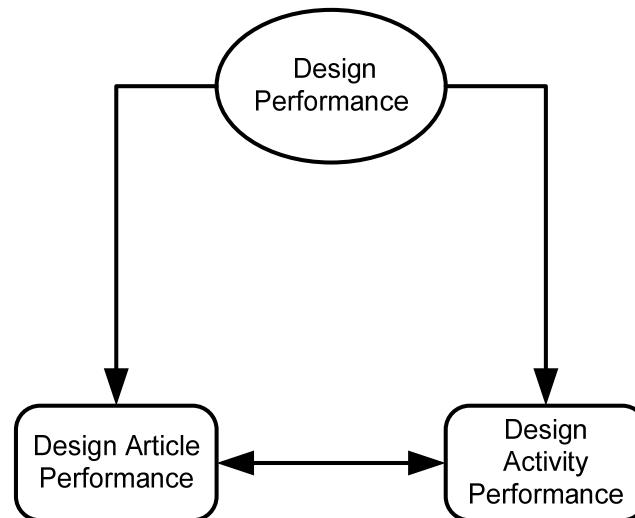 Design
Performance
Design Article
Performance
Design
Activity
Performance